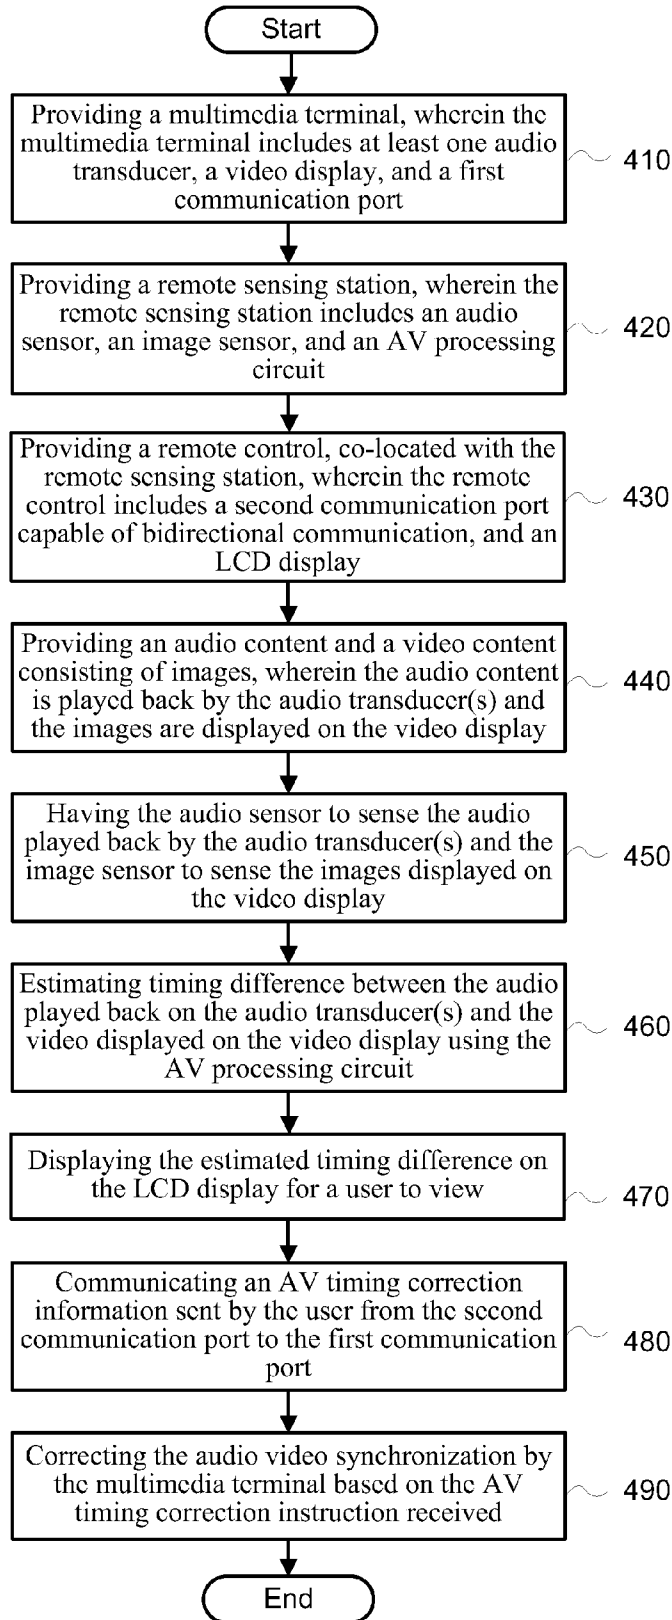 Start
Providing a multimedia terminal, wherein the
multimedia terminal includes at least one audio
transducer, a video display, and a first
communication port
410
Providing a remote sensing station, wherein the
remote sensing station includes an audio
sensor, an image sensor, and an AV processing
circuit
420
Providing a remote control, co-located with the
remote sensing station, wherein the remote
control includes a second communication port
capable of bidirectional communication, and an
LCD display
430
Providing an audio content and a video content
consisting of images, wherein the audio content
is played back by the audio transducer(s) and
the images are displayed on the video display
440
Having the audio sensor to sense the audio
played back by the audio transducer(s) and the
image sensor to sense the images displayed on
the video display
450
Estimating timing difference between the audio
played back on the audio transducer(s) and the
video displayed on the video display using the
AV processing circuit
460
Displaying the estimated timing difference on
the LCD display for a user to view
470
Communicating an AV timing correction
information sent by the user from the second
communication port to the first communication
port
480
Correcting the audio video synchronization by
the multimedia terminal based on the AV
timing correction instruction received
490
End